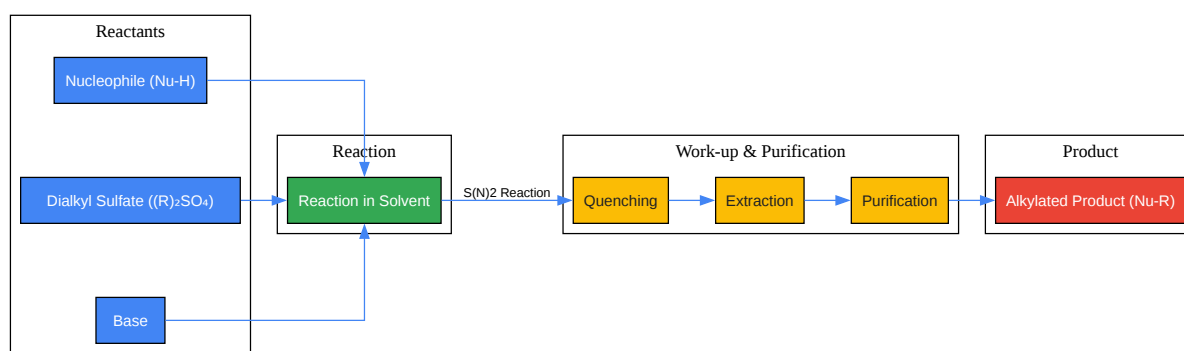 Reactants
Nucleophile (Nu-H)
Dialkyl Sulfate ((R)₂SO₄)
Base
Reaction
Reaction in Solvent
S(N)2 Reaction
Work-up & Purification
Quenching
Extraction
Purification
Product
Alkylated Product (Nu-R)